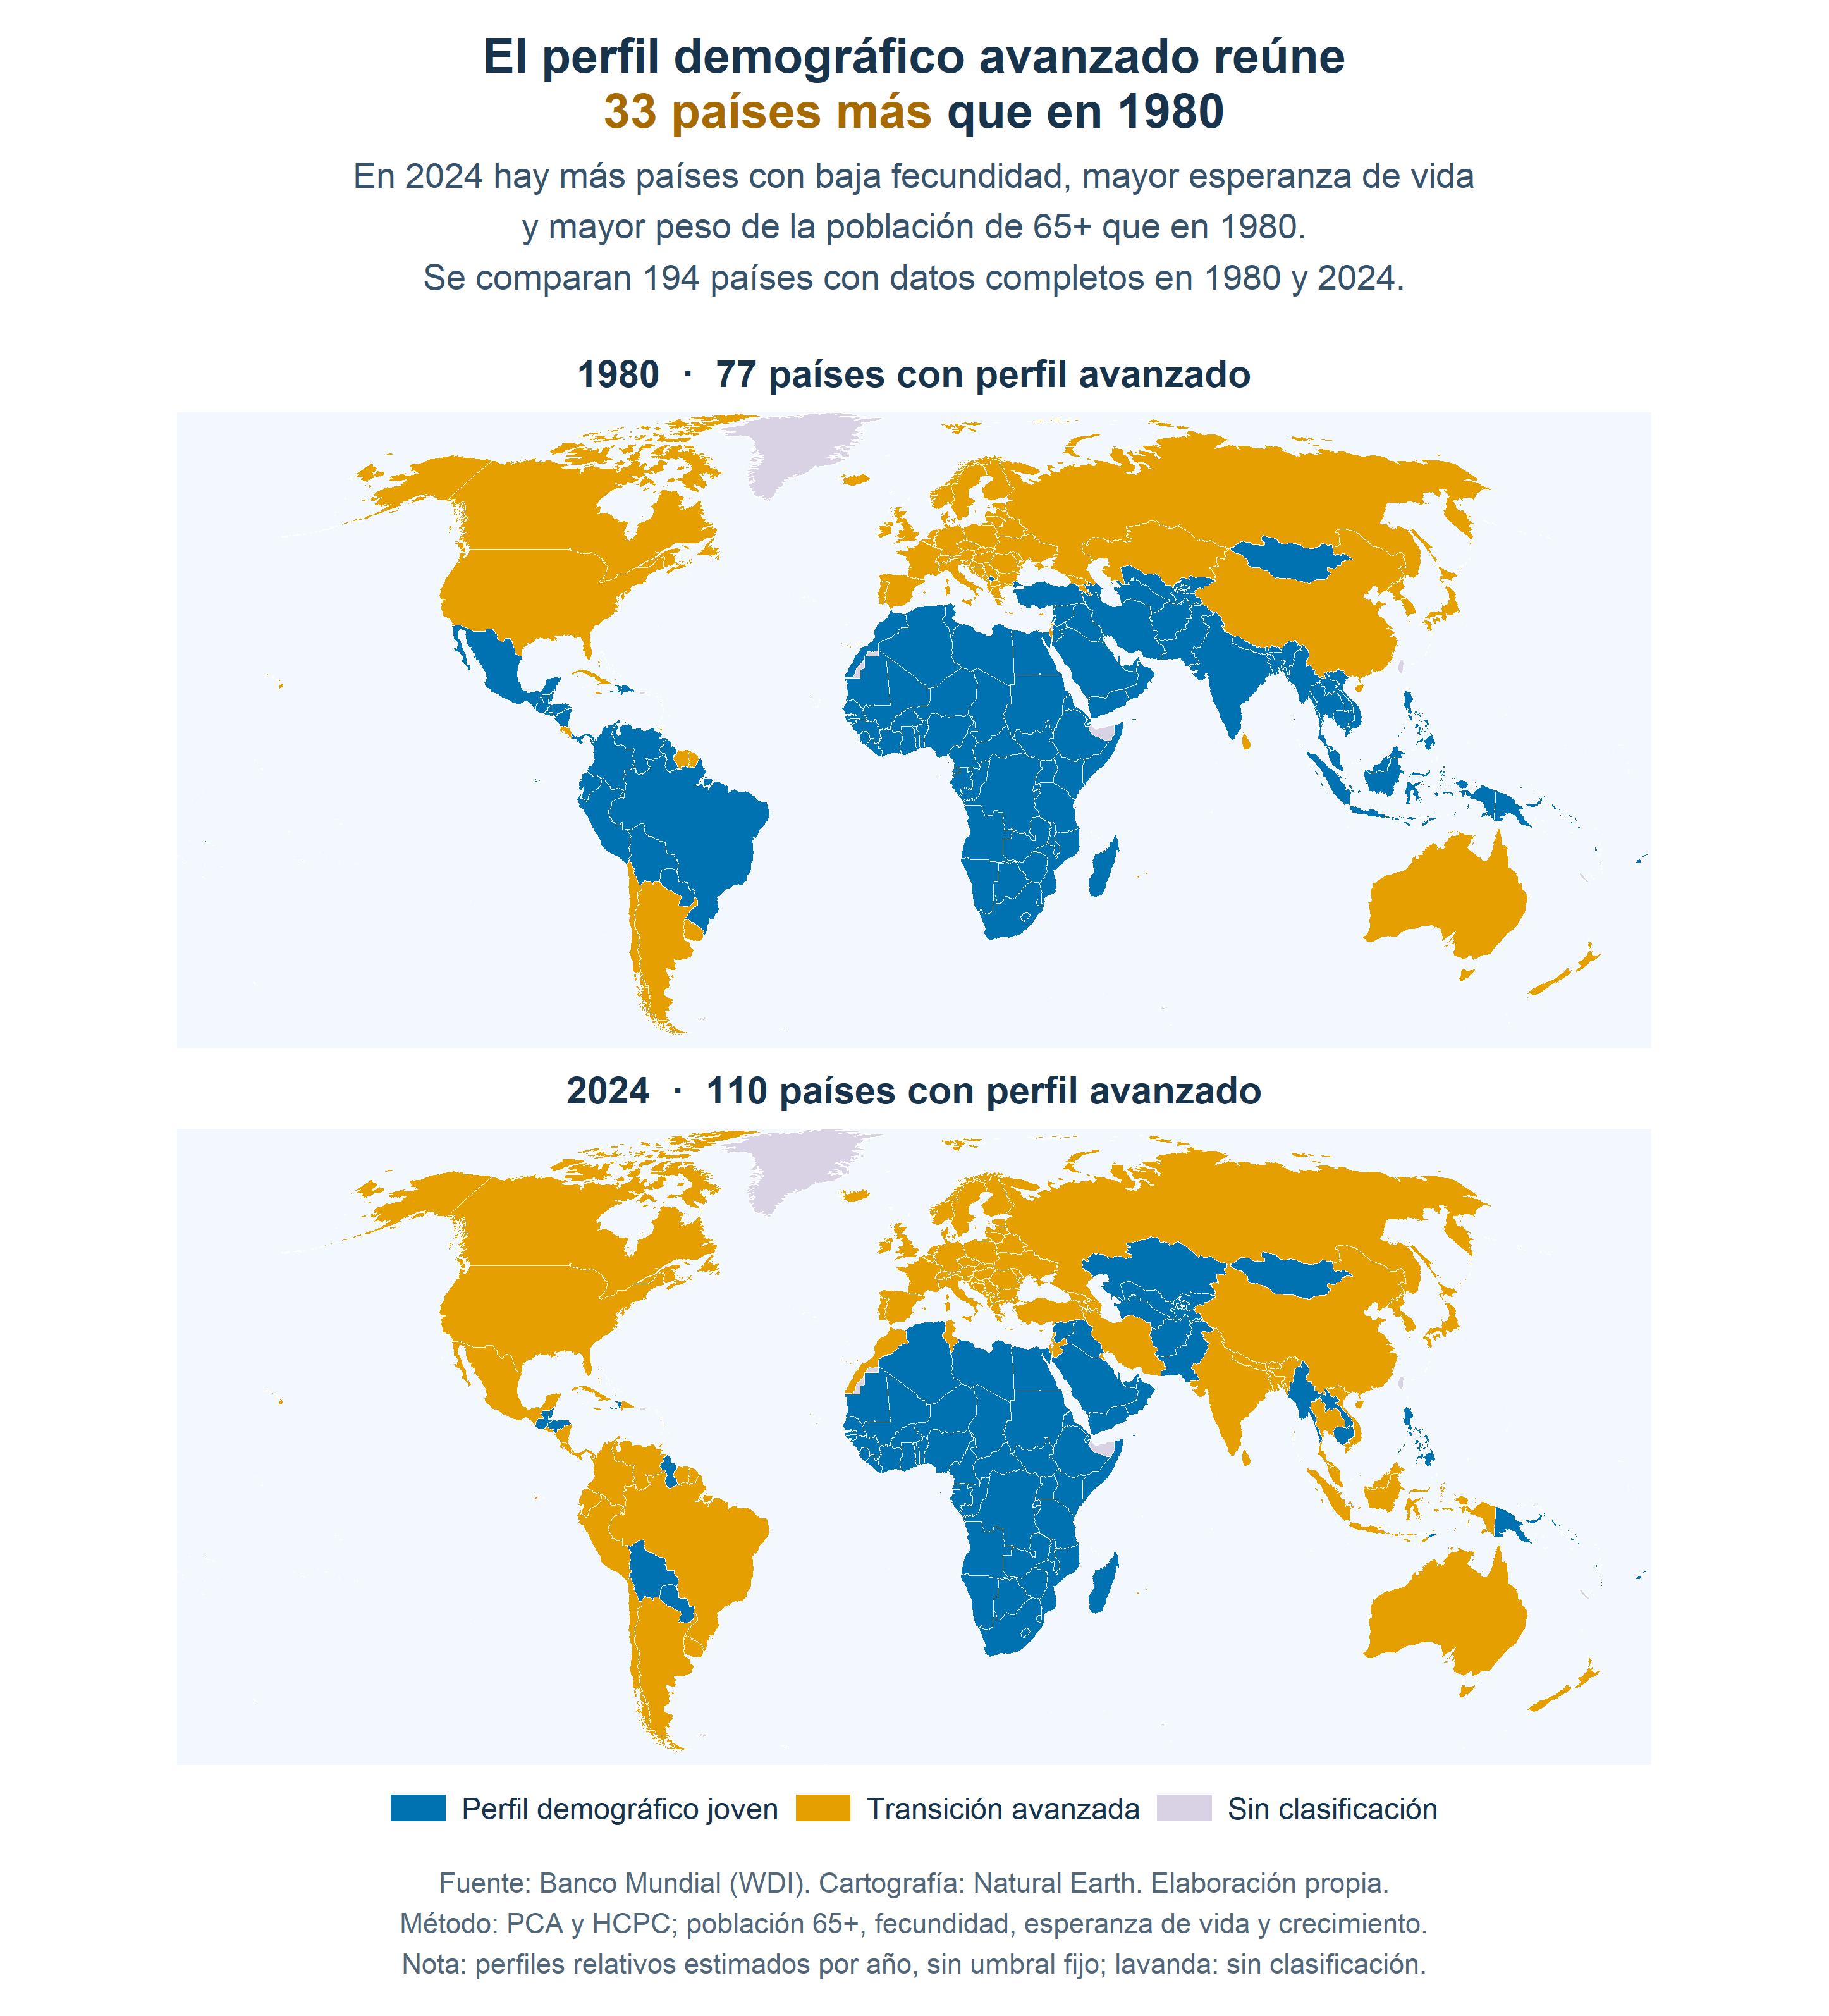 El perfil demográfico avanzado reúne
33 países más que en 1980
En 2024 hay más países con baja fecundidad, mayor esperanza de vida
y mayor peso de la población de 65+ que en 1980.
Se comparan 194 países con datos completos en 1980 y 2024.
1980 · 77 países con perfil avanzado
2024 · 110 países con perfil avanzado
Perfil demográfico joven Transición avanzada Sin clasificación
Fuente: Banco Mundial (WDI). Cartografía: Natural Earth. Elaboración propia.
Método: PCA y HCPC; población 65+, fecundidad, esperanza de vida y crecimiento.
Nota: perfiles relativos estimados por año, sin umbral fijo; lavanda: sin clasificación.